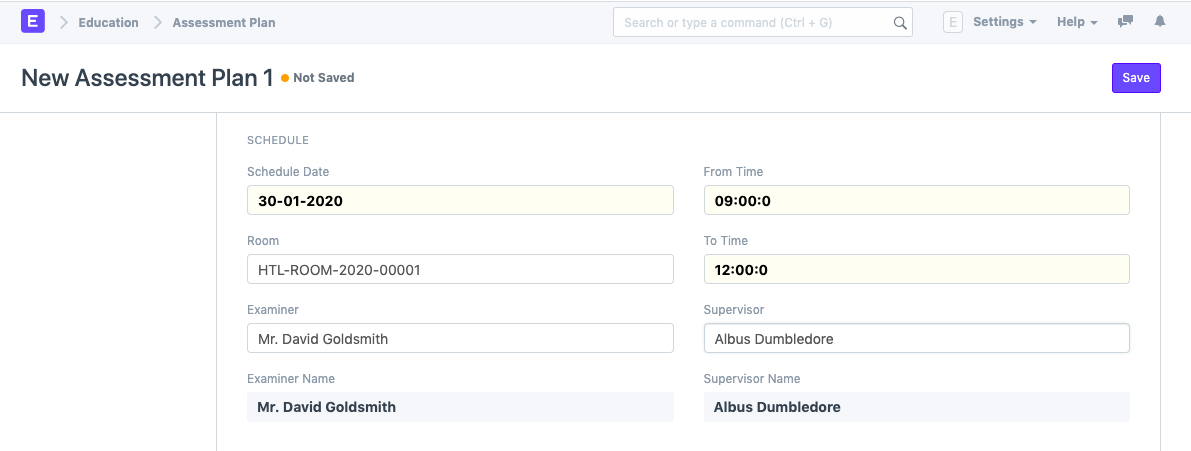 E Education Assessment Plan Search or type a command (Ctrl + G) E Settings Help
New Assessment Plan 1 Not Saved Save
SCHEDULE
Schedule Date From Time
30-01-2020 09:00:0
Room To Time
HTL-ROOM-2020-00001 12:00:0
Examiner Supervisor
Mr. David Goldsmith Albus Dumbledore
Examiner Name Supervisor Name
Mr. David Goldsmith Albus Dumbledore